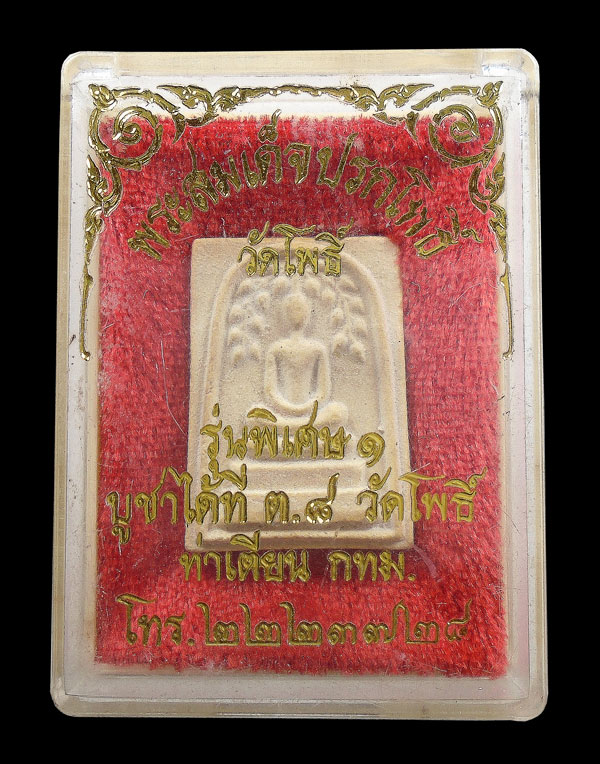 พระสมเด็จปรกโพธิ์
วัดโพธิ์
รุ่นพิเศษ ๑
บูชาได้ที่ ต.๘ วัดโพธิ์
ท่าเตียน กทม.
โทร.๒๒๒๓๗๒๘